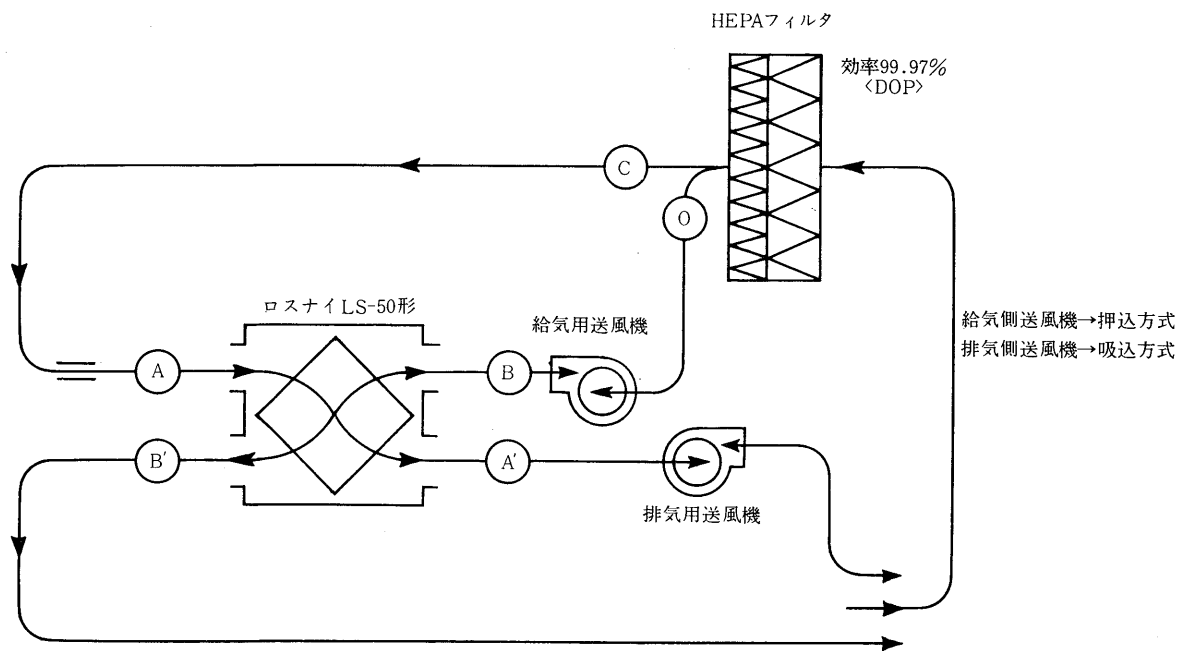 HEPAフィルタ
効率99.97%
〈DOP〉
C
O
ロスナイLS-50形
給気用送風機
給気側送風機→押込方式
排気側送風機→吸込方式
A
B
B′
A′
排気用送風機